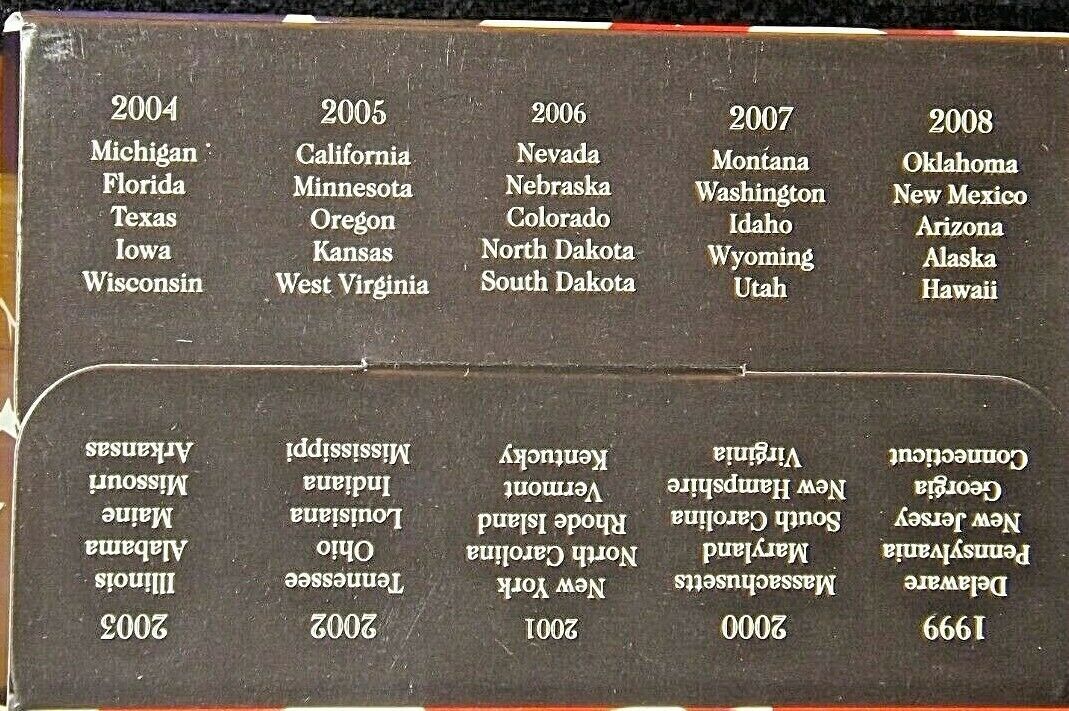 2004
Michigan
Florida
Texas
Iowa
Wisconsin
2005
California
Minnesota
Oregon
Kansas
West Virginia
2006
Nevada
Nebraska
Colorado
North Dakota
South Dakota
2007
Montana
Washington
Idaho
Wyoming
Utah
2008
Oklahoma
New Mexico
Arizona
Alaska
Hawaii
1999
Delaware
Pennsylvania
New Jersey
Georgia
Connecticut
2000
Massachusetts
Maryland
South Carolina
New Hampshire
Virginia
2001
New York
North Carolina
Rhode Island
Vermont
Kentucky
2002
Tennessee
Ohio
Louisiana
Indiana
Mississippi
2003
Illinois
Alabama
Maine
Missouri
Arkansas